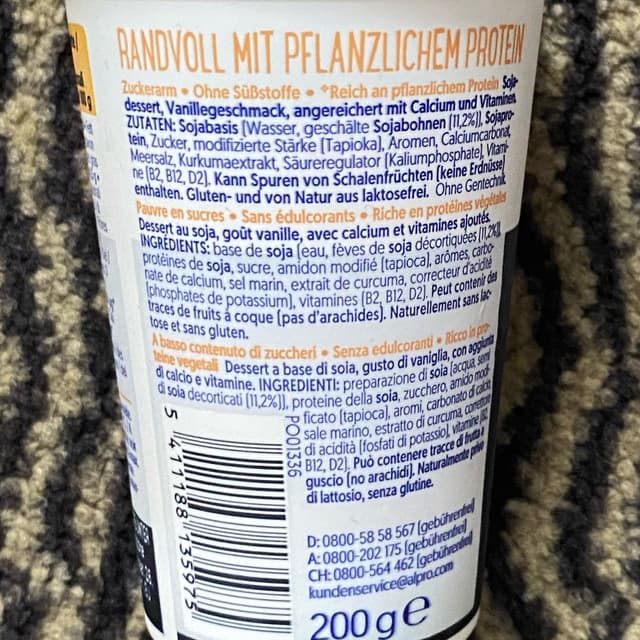 RANDVOLL MIT PFLANZLICHEM PROTEIN
Zuckerarm • Ohne Süßstoffe • *Reich an pflanzlichem Protein Soja-
dessert, Vanillegeschmack, angereichert mit Calcium und Vitaminen.
ZUTATEN: Sojabasis (Wasser, geschälte Sojabohnen (11,2%)), Sojapro-
tein, Zucker, modifizierte Stärke (Tapioka), Aromen, Calciumcarbonat,
Meersalz, Kurkumaextrakt, Säureregulator (Kaliumphosphate), Vitami-
ne (B2, B12, D2). Kann Spuren von Schalenfrüchten (keine Erdnüsse)
enthalten. Gluten- und von Natur aus laktosefrei. Ohne Gentechnik.
Pauvre en sucres • Sans édulcorants • Riche en protéines végétales
Dessert au soja, goût vanille, avec calcium et vitamines ajoutés.
INGRÉDIENTS: base de soja (eau, fèves de soja décortiquées (11,2%)),
protéines de soja, sucre, amidon modifié (tapioca), arômes, carbo-
nate de calcium, sel marin, extrait de curcuma, correcteur d'acidité
(phosphates de potassium), vitamines (B2, B12, D2). Peut contenir des
traces de fruits à coque (pas d'arachides). Naturellement sans lac-
tose et sans gluten.
A basso contenuto di zuccheri • Senza edulcoranti • Ricco in pro-
teine vegetali Dessert a base di soia, gusto di vaniglia, con aggiunta
di calcio e vitamine. INGREDIENTI: preparazione di soia (acqua, semi
di soia decorticati (11,2%)), proteine della soia, zucchero, amido modi-
ficato (tapioca), aromi, carbonato di calcio,
sale marino, estratto di curcuma, correttore
di acidità (fosfati di potassio), vitamine (B2,
B12, D2). Può contenere tracce di frutta a
guscio (no arachidi). Naturalmente privo
di lattosio, senza glutine.
P001336
5 411188 135975
D: 0800-58 58 567 (gebührenfrei)
A: 0800-202 175 (gebührenfrei)
CH: 0800-564 462 (gebührenfrei)
kundenservice@alpro.com
200 g e